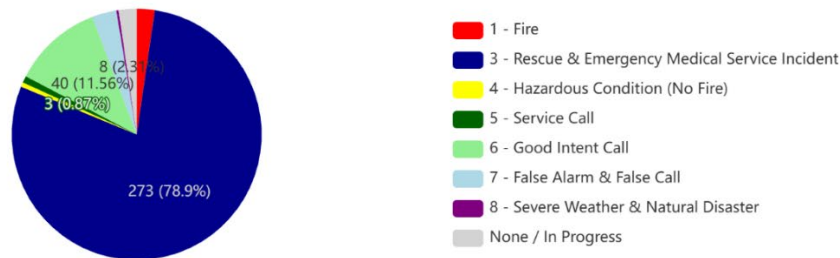 8 (2.31%)
40 (11.56%)
3 (0.87%)
273 (78.9%)
1 - Fire
3 - Rescue & Emergency Medical Service Incident
4 - Hazardous Condition (No Fire)
5 - Service Call
6 - Good Intent Call
7 - False Alarm & False Call
8 - Severe Weather & Natural Disaster
None / In Progress